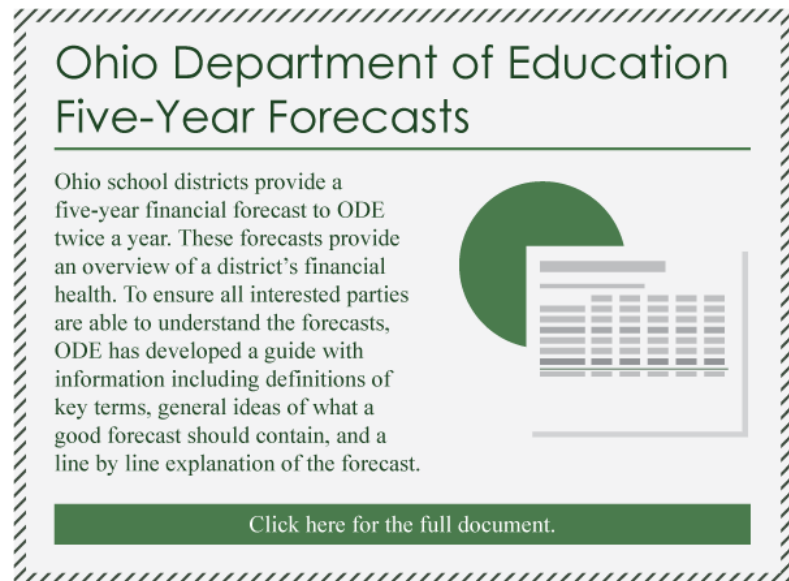 Ohio Department of Education
Five-Year Forecasts
Ohio school districts provide a
five-year financial forecast to ODE
twice a year. These forecasts provide
an overview of a district's financial
health. To ensure all interested parties
are able to understand the forecasts,
ODE has developed a guide with
information including definitions of
key terms, general ideas of what a
good forecast should contain, and a
line by line explanation of the forecast.
Click here for the full document.